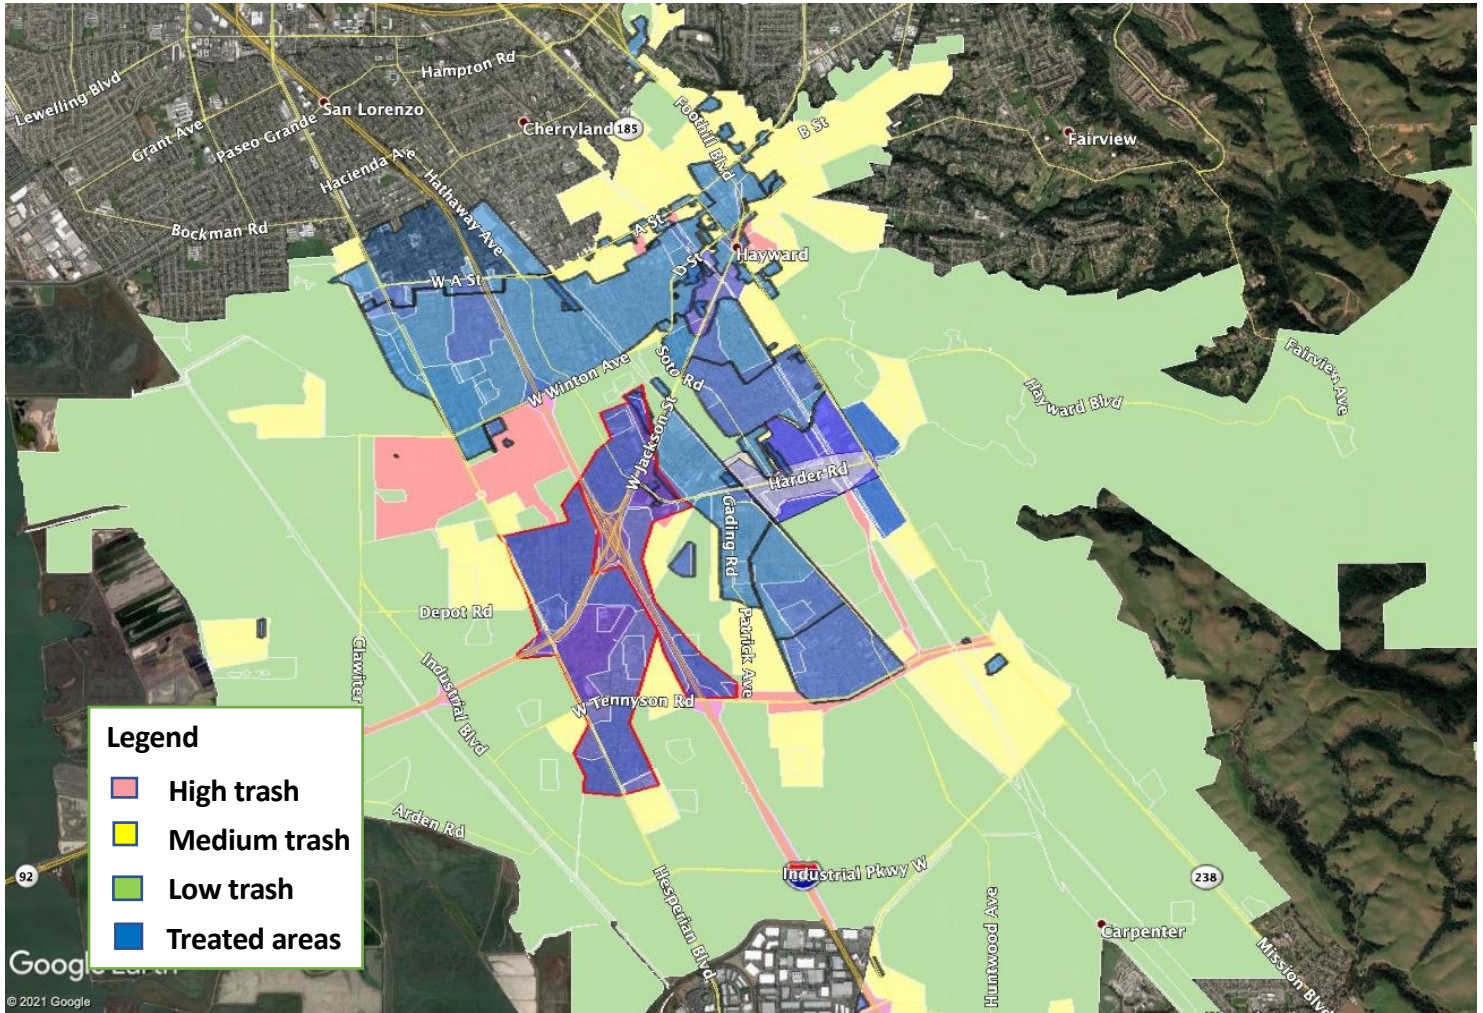 Hampton Rd
Lewelling Blvd
San Lorenzo
Grant Ave
Paseo Grande
Cherryland
185
Foothill Blvd
B St
Fairview
Hacienda Ave
Hathaway Ave
Bockman Rd
A St
D St
Hayward
W A St
Fairview Ave
W Winton Ave
Soto Rd
Hayward Blvd
W Jackson St
Harder Rd
Gading Rd
Depot Rd
Patrick Ave
Clawiter
Industrial Blvd
W Tennyson Rd
Legend
High trash
Medium trash
Low trash
Treated areas
Arden Rd
92
Industrial Pkwy W
238
Hesperian Blvd
Huntwood Ave
Carpenter
Mission Blvd
Google Earth
© 2021 Google